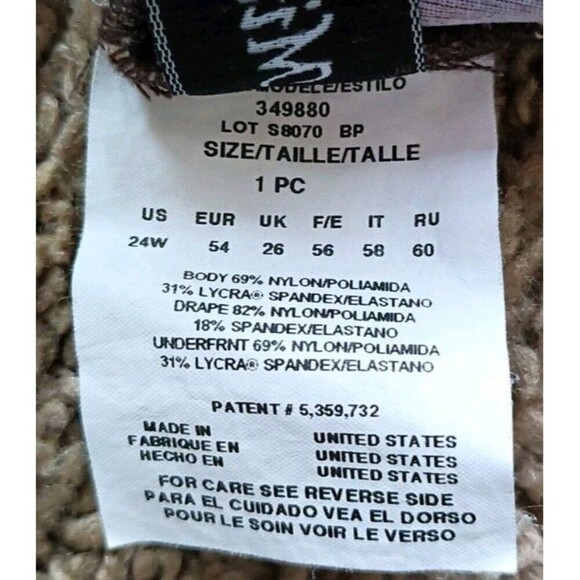 MODELE/ESTILO
349880
LOT S8070 BP
SIZE/TAILLE/TALLE
1 PC
US EUR UK F/E IT RU
24W 54 26 56 58 60
BODY 69% NYLON/POLIAMIDA
31% LYCRA® SPANDEX/ELASTANO
DRAPE 82% NYLON/POLIAMIDA
18% SPANDEX/ELASTANO
UNDERFRNT 69% NYLON/POLIAMIDA
31% LYCRA® SPANDEX/ELASTANO
PATENT # 5,359,732
MADE IN UNITED STATES
FABRIQUE EN UNITED STATES
HECHO EN UNITED STATES
FOR CARE SEE REVERSE SIDE
PARA EL CUIDADO VEA EL DORSO
POUR LE SOIN VOIR LE VERSO